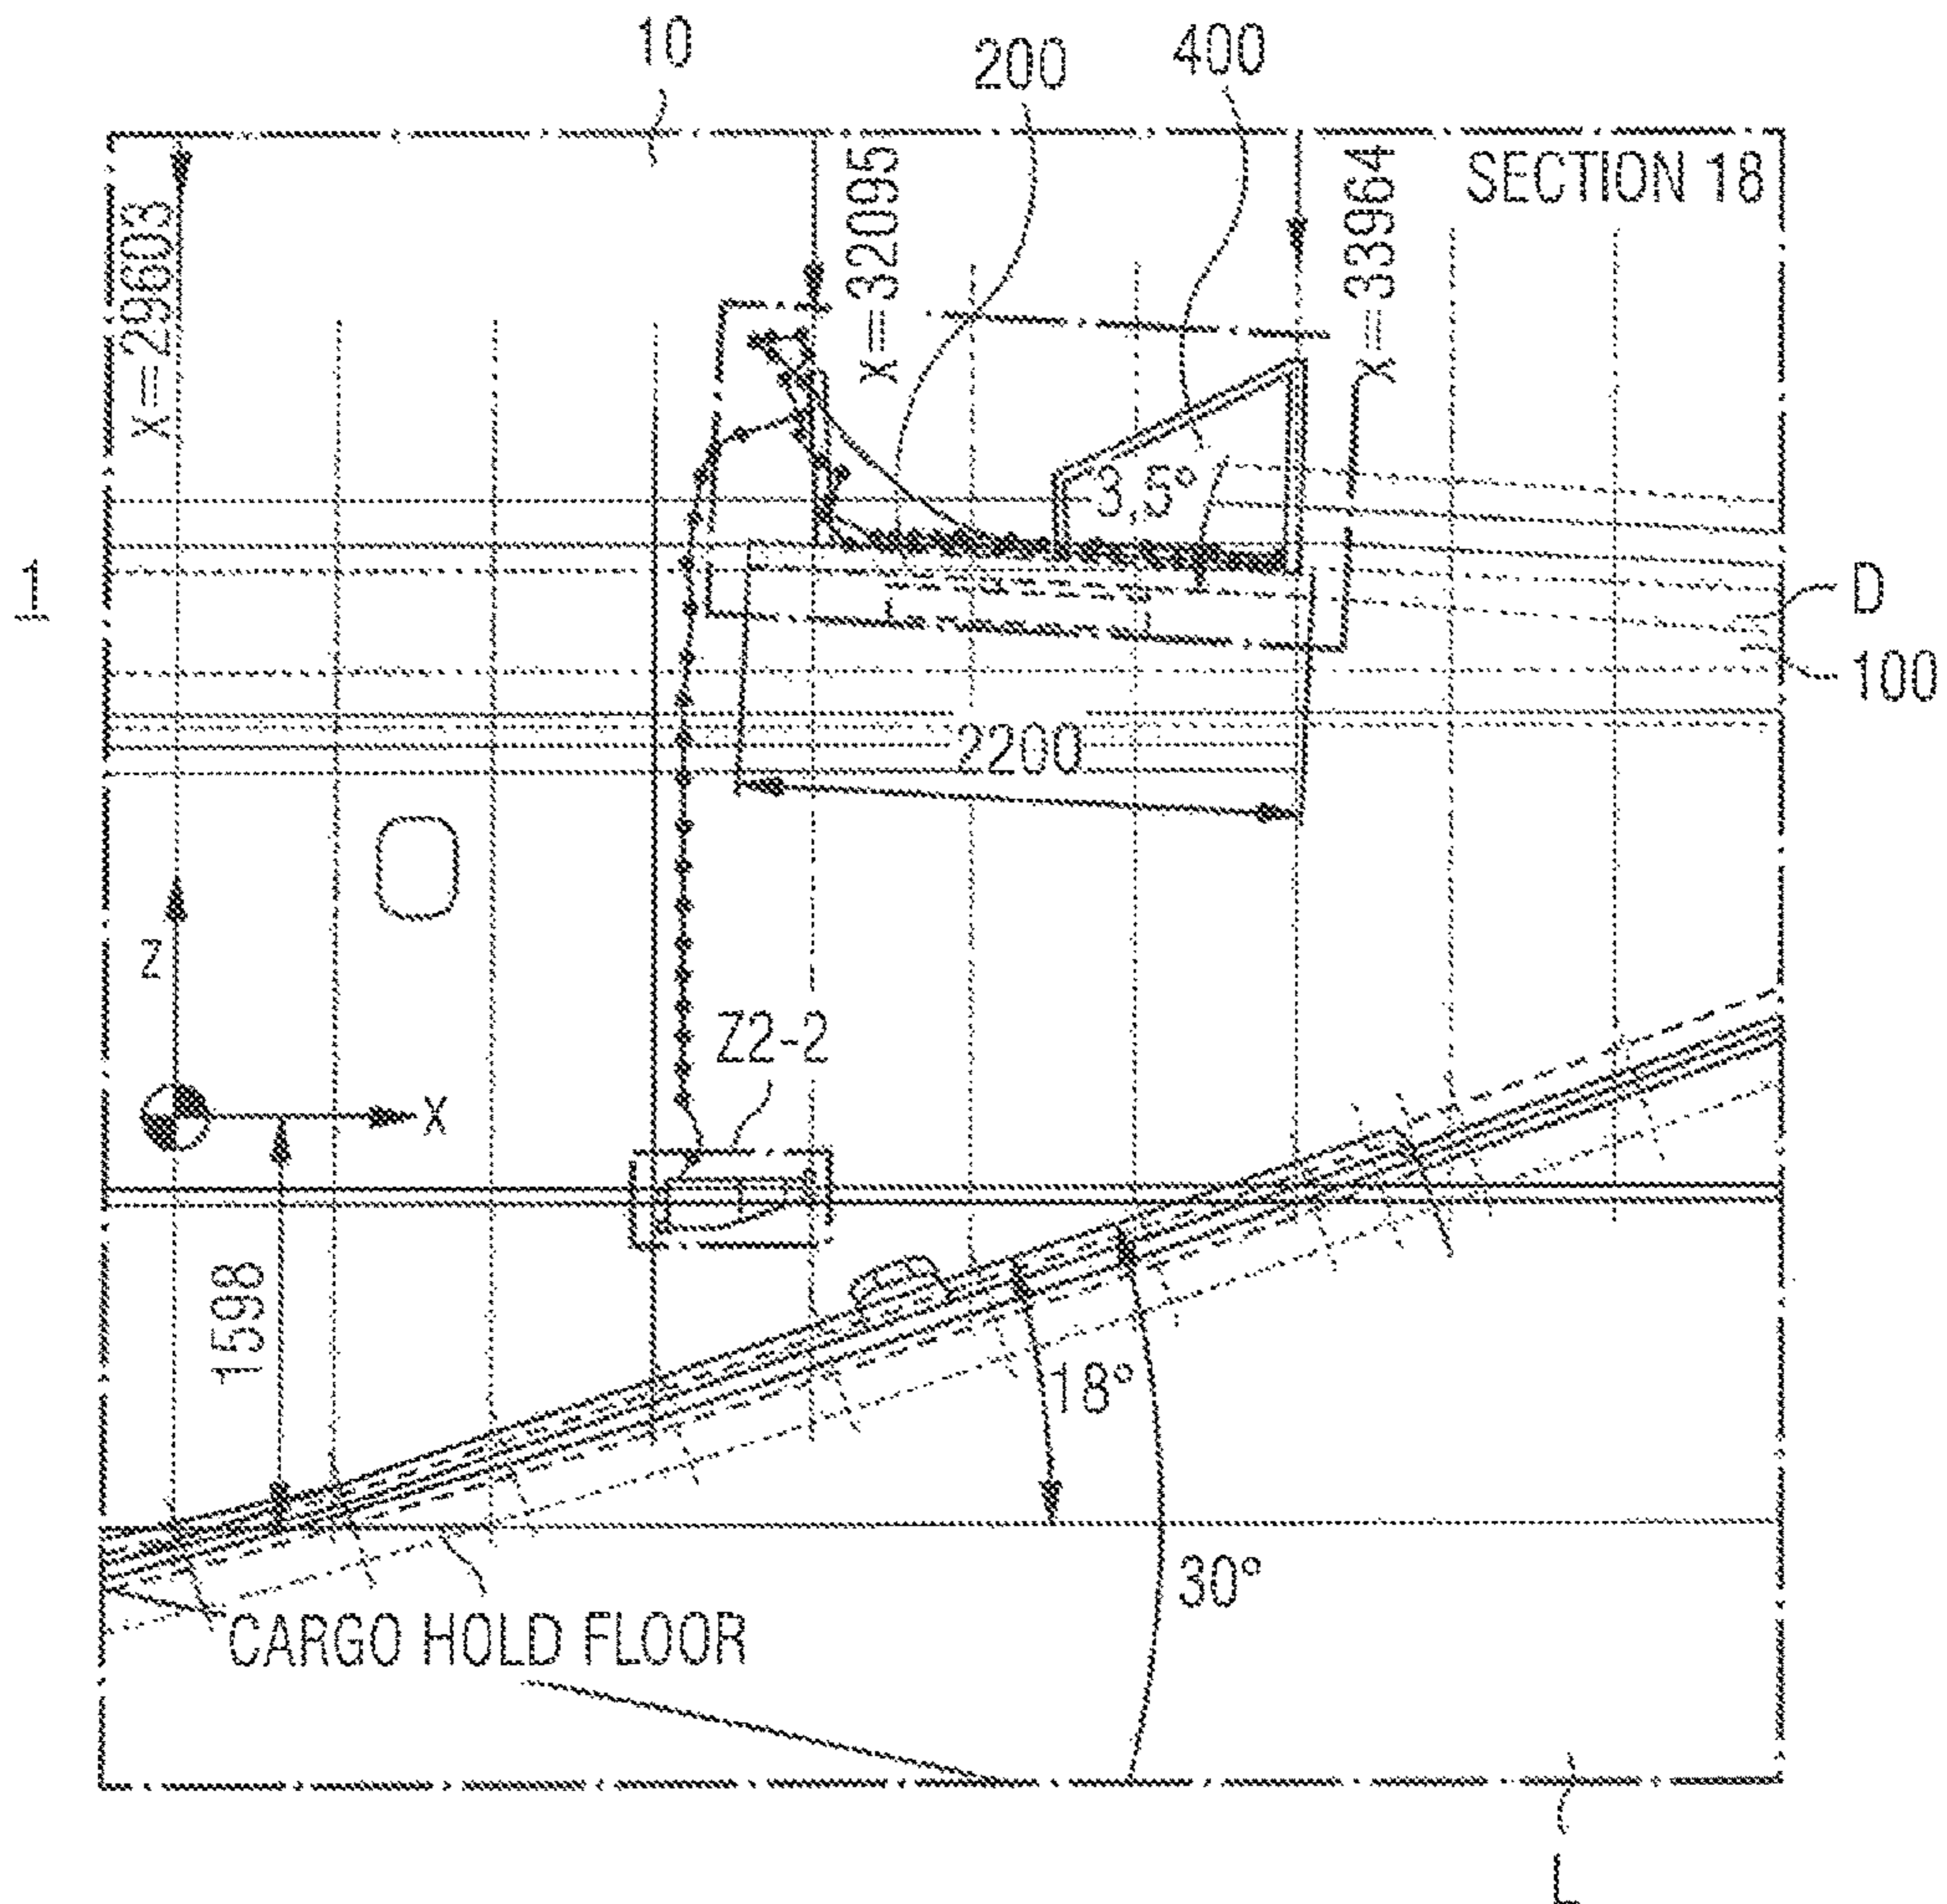 10
200
400
SECTION 18
x=29603
x=32095
x=33964
3,5°
1
D
100
2200
Z
X
Z2-2
1598
18°
30°
CARGO HOLD FLOOR
L